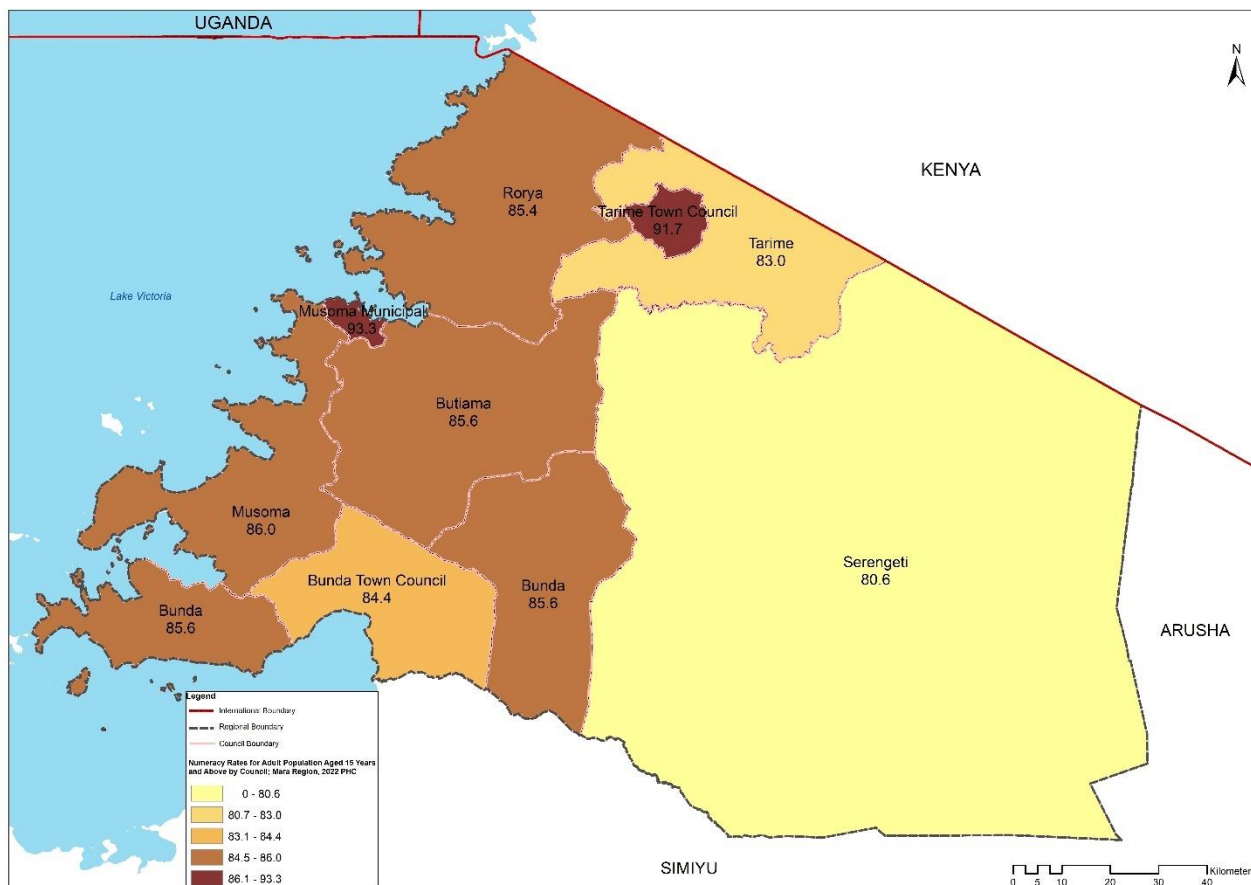 UGANDA
N
KENYA
Rorya
85.4
Tarime Town Council
91.7
Tarime
83.0
Lake Victoria
Musoma Municipal
93.3
Butiama
85.6
Musoma
86.0
Serengeti
80.6
Bunda Town Council
84.4
Bunda
85.6
Bunda
85.6
ARUSHA
SIMIYU
Legend
International Boundary
Regional Boundary
Council Boundary
Numeracy Rates for Adult Population Aged 15 Years
and Above by Council; Mara Region, 2022 PHC
0 - 80.6
80.7 - 83.0
83.1 - 84.4
84.5 - 86.0
86.1 - 93.3
Kilometer
0 5 10 20 30 40